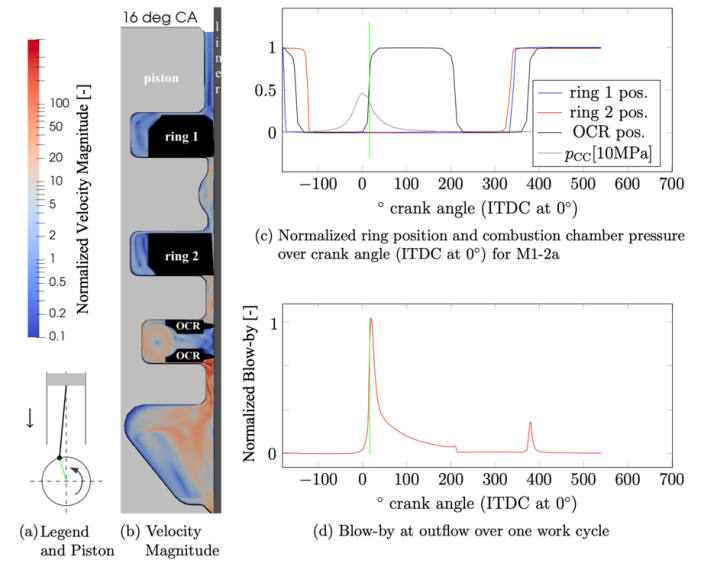 16 deg CA
liner
piston
ring 1
ring 2
OCR
OCR
Normalized Velocity Magnitude [-]
100
50
20
10
5
2
1
0.5
0.2
0.1
(a) Legend
and Piston
(b) Velocity
Magnitude
1
0.5
0
ring 1 pos.
ring 2 pos.
OCR pos.
pCC[10MPa]
−100 0 100 200 300 400 500 600 700
° crank angle (ITDC at 0°)
(c) Normalized ring position and combustion chamber pressure
over crank angle (ITDC at 0°) for M1-2a
Normalized Blow-by [-]
1
0
−100 0 100 200 300 400 500 600 700
° crank angle (ITDC at 0°)
(d) Blow-by at outflow over one work cycle